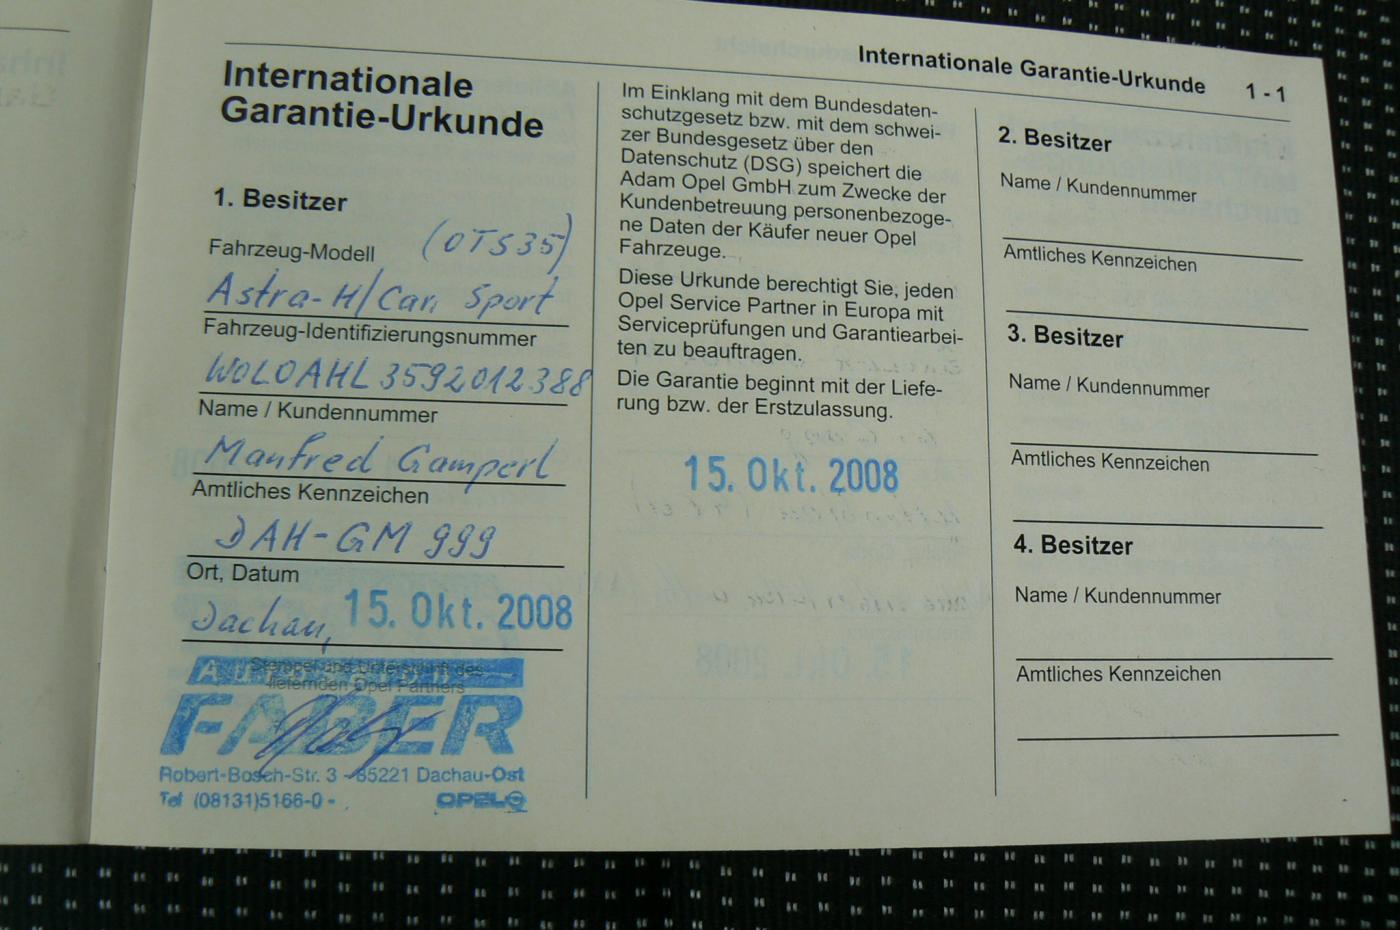 Internationale Garantie-Urkunde 1 - 1
Internationale
Garantie-Urkunde
1. Besitzer
Fahrzeug-Modell (OTS35)
Astra-H/Car. Sport
Fahrzeug-Identifizierungsnummer
W0L0AHL3592012388
Name / Kundennummer
Manfred Gamperl
Amtliches Kennzeichen
DAH-GM 999
Ort, Datum
Dachau, 15. Okt. 2008
Stempel und Unterschrift des
liefernden Opel Partners
FABER
Robert-Bosch-Str. 3 - 85221 Dachau-Ost
Tel (08131)5166-0 - OPEL
Im Einklang mit dem Bundesdaten-
schutzgesetz bzw. mit dem schwei-
zer Bundesgesetz über den
Datenschutz (DSG) speichert die
Adam Opel GmbH zum Zwecke der
Kundenbetreuung personenbezoge-
ne Daten der Käufer neuer Opel
Fahrzeuge.
Diese Urkunde berechtigt Sie, jeden
Opel Service Partner in Europa mit
Serviceprüfungen und Garantiearbei-
ten zu beauftragen.
Die Garantie beginnt mit der Liefe-
rung bzw. der Erstzulassung.
15. Okt. 2008
2. Besitzer
Name / Kundennummer
Amtliches Kennzeichen
3. Besitzer
Name / Kundennummer
Amtliches Kennzeichen
4. Besitzer
Name / Kundennummer
Amtliches Kennzeichen